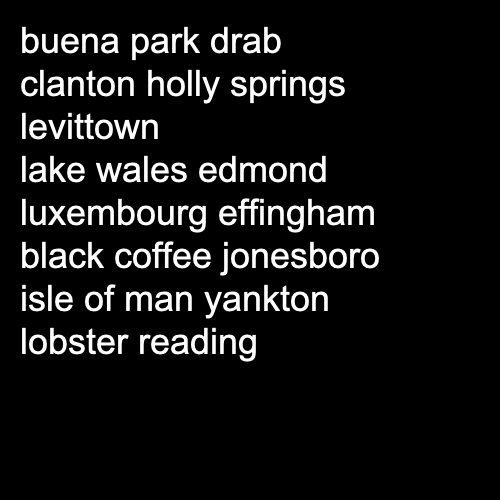 buena park drab
clanton holly springs
levittown
lake wales edmond
luxembourg effingham
black coffee jonesboro
isle of man yankton
lobster reading